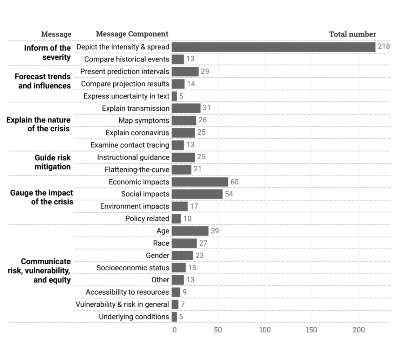 Message Message Component Total number
Inform of the severity
Depict the intensity & spread 218
Compare historical events 13
Forecast trends and influences
Present prediction intervals 29
Compare projection results 14
Express uncertainty in text 5
Explain the nature of the crisis
Explain transmission 31
Map symptoms 26
Explain coronavirus 25
Examine contact tracing 13
Guide risk mitigation
Instructional guidance 25
Flattening-the-curve 21
Gauge the impact of the crisis
Economic impacts 60
Social impacts 54
Environment impacts 17
Policy related 10
Communicate risk, vulnerability, and equity
Age 39
Race 27
Gender 23
Socioeconomic status 15
Other 13
Accessibility to resources 9
Vulnerability & risk in general 7
Underlying conditions 5
0 50 100 150 200